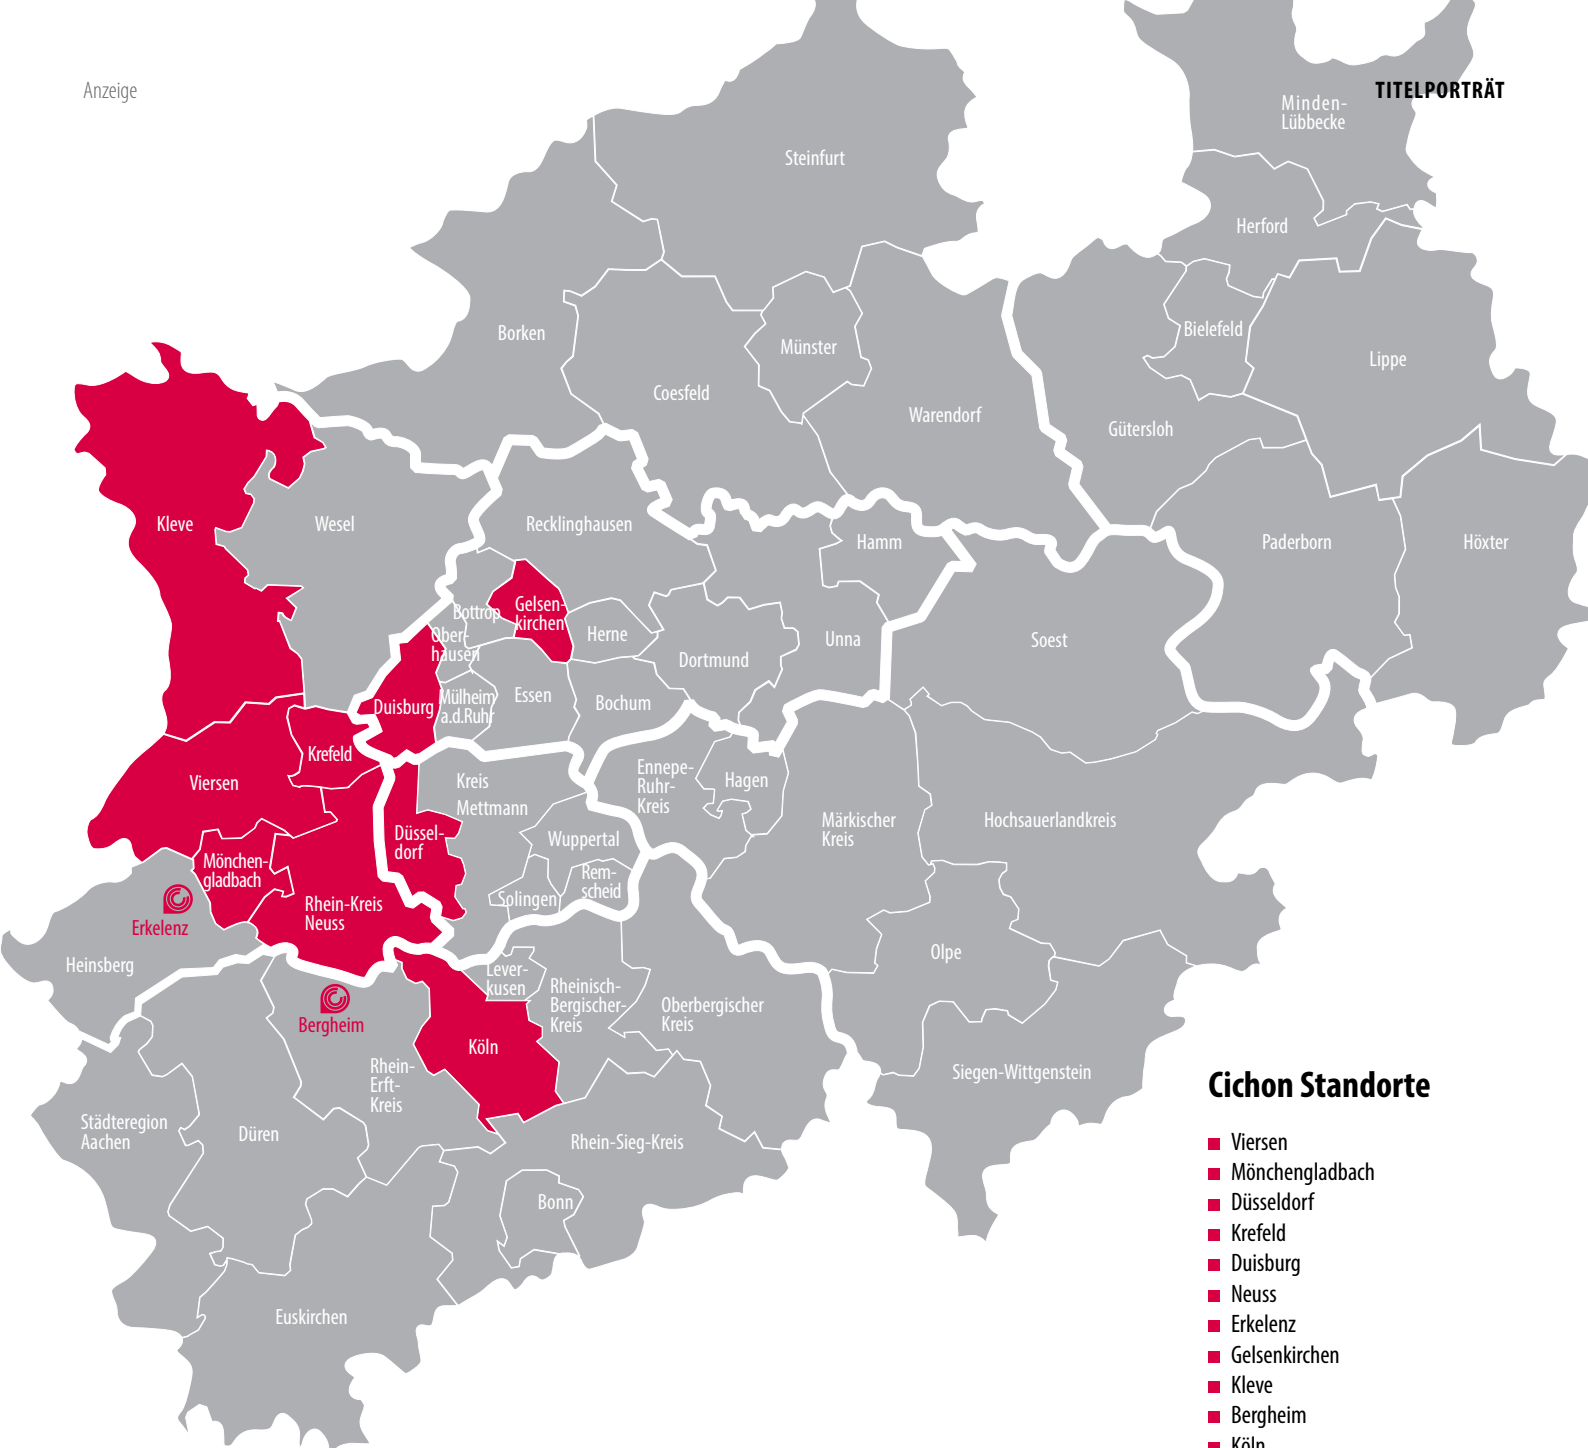 Anzeige
TITELPORTRÄT
Minden-
Lübbecke
Steinfurt
Herford
Borken
Münster
Bielefeld
Lippe
Coesfeld
Warendorf
Gütersloh
Kleve
Wesel
Recklinghausen
Hamm
Paderborn
Höxter
Bottrop
Gelsen-
kirchen
Ober-
hausen
Herne
Unna
Soest
Dortmund
Duisburg
Mülheim
a.d.Ruhr
Essen
Bochum
Krefeld
Viersen
Kreis
Mettmann
Ennepe-
Ruhr-
Kreis
Hagen
Düssel-
dorf
Wuppertal
Märkischer
Kreis
Hochsauerlandkreis
Mönchen-
gladbach
Rem-
scheid
Solingen
Rhein-Kreis
Neuss
Erkelenz
Heinsberg
Olpe
Lever-
kusen
Rheinisch-
Bergischer-
Kreis
Oberbergischer
Kreis
Bergheim
Köln
Rhein-
Erft-
Kreis
Siegen-Wittgenstein
Städteregion
Aachen
Düren
Rhein-Sieg-Kreis
Bonn
Euskirchen
Cichon Standorte
Viersen
Mönchengladbach
Düsseldorf
Krefeld
Duisburg
Neuss
Erkelenz
Gelsenkirchen
Kleve
Bergheim
Köln